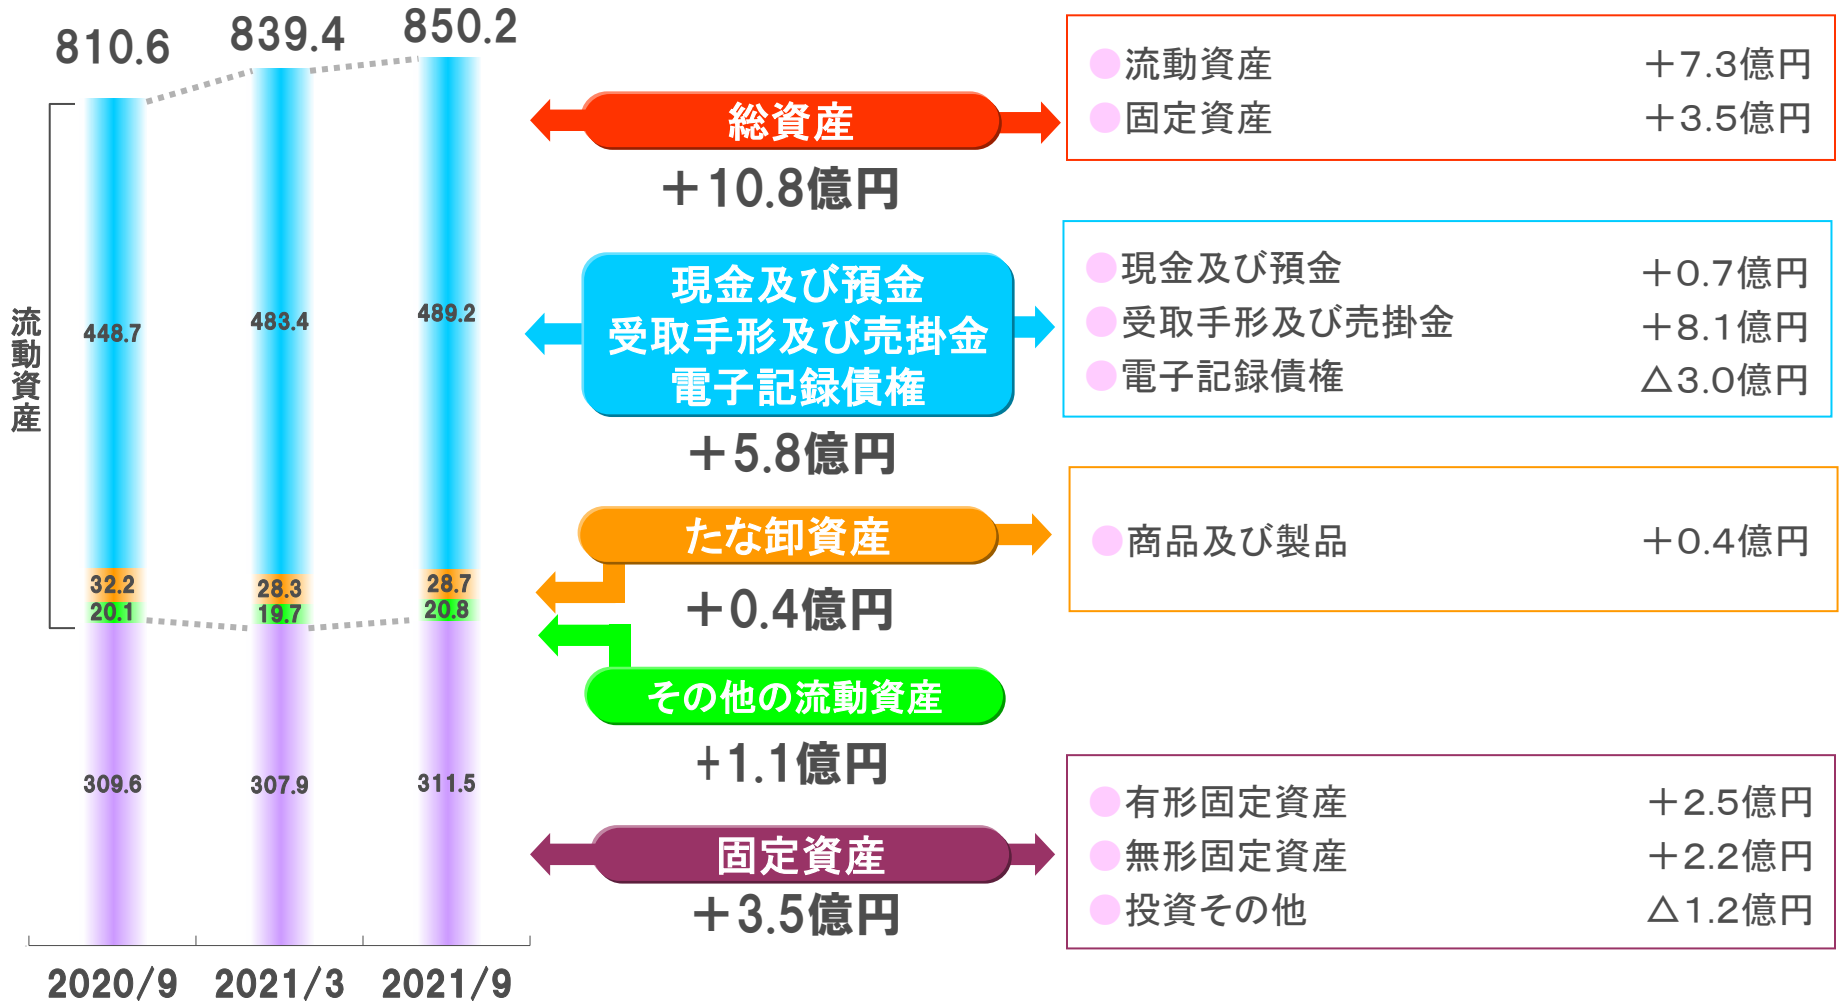 810.6
839.4
850.2
流動資産
448.7
483.4
489.2
32.2
28.3
28.7
20.1
19.7
20.8
309.6
307.9
311.5
2020/9
2021/3
2021/9
総資産
＋10.8億円
流動資産 ＋7.3億円
固定資産 ＋3.5億円
現金及び預金
受取手形及び売掛金
電子記録債権
＋5.8億円
現金及び預金 ＋0.7億円
受取手形及び売掛金 ＋8.1億円
電子記録債権 △3.0億円
たな卸資産
＋0.4億円
商品及び製品 ＋0.4億円
その他の流動資産
+1.1億円
固定資産
＋3.5億円
有形固定資産 ＋2.5億円
無形固定資産 ＋2.2億円
投資その他 △1.2億円